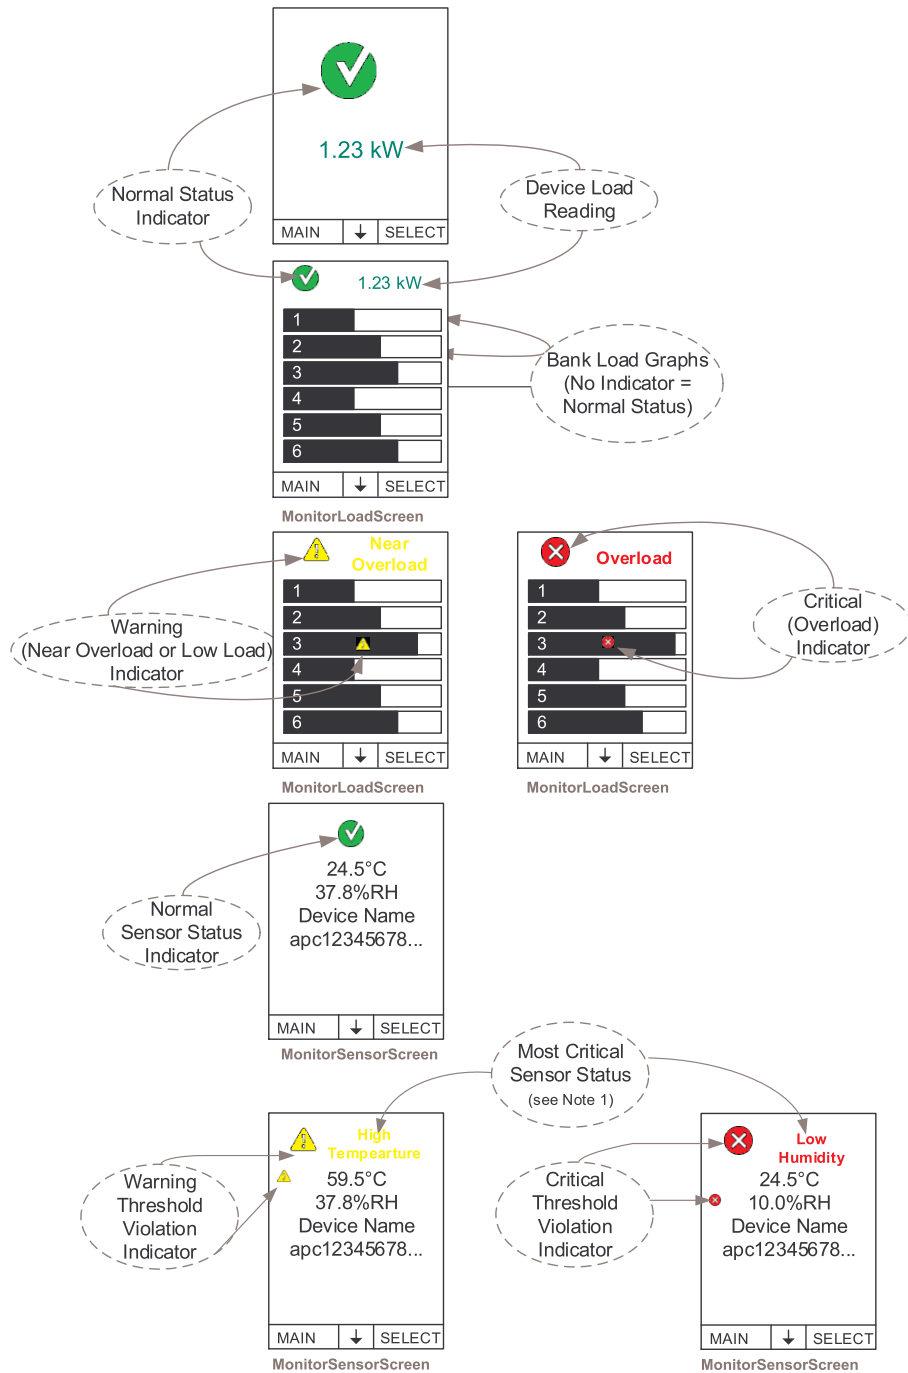 1.23 kW
Normal Status
Indicator
Device Load
Reading
MAIN
SELECT
1.23 kW
1
2
3
4
5
6
Bank Load Graphs
(No Indicator =
Normal Status)
MAIN
SELECT
MonitorLoadScreen
Near
Overload
1
2
3
4
5
6
Warning
(Near Overload or Low Load)
Indicator
MAIN
SELECT
MonitorLoadScreen
Overload
1
2
3
4
5
6
Critical
(Overload)
Indicator
MAIN
SELECT
MonitorLoadScreen
24.5°C
37.8%RH
Device Name
apc12345678...
Normal
Sensor Status
Indicator
MAIN
SELECT
MonitorSensorScreen
Most Critical
Sensor Status
(see Note 1)
High
Tempearture
59.5°C
37.8%RH
Device Name
apc12345678...
Warning
Threshold
Violation
Indicator
MAIN
SELECT
MonitorSensorScreen
Critical
Threshold
Violation
Indicator
Low
Humidity
24.5°C
10.0%RH
Device Name
apc12345678...
MAIN
SELECT
MonitorSensorScreen